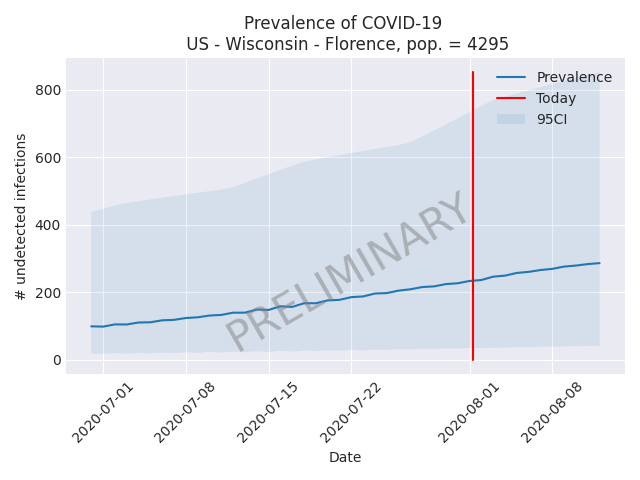 Prevalence of COVID-19
US - Wisconsin - Florence, pop. = 4295
# undetected infections
800
600
400
200
0
Prevalence
Today
95CI
PRELIMINARY
2020-07-01
2020-07-08
2020-07-15
2020-07-22
2020-08-01
2020-08-08
Date